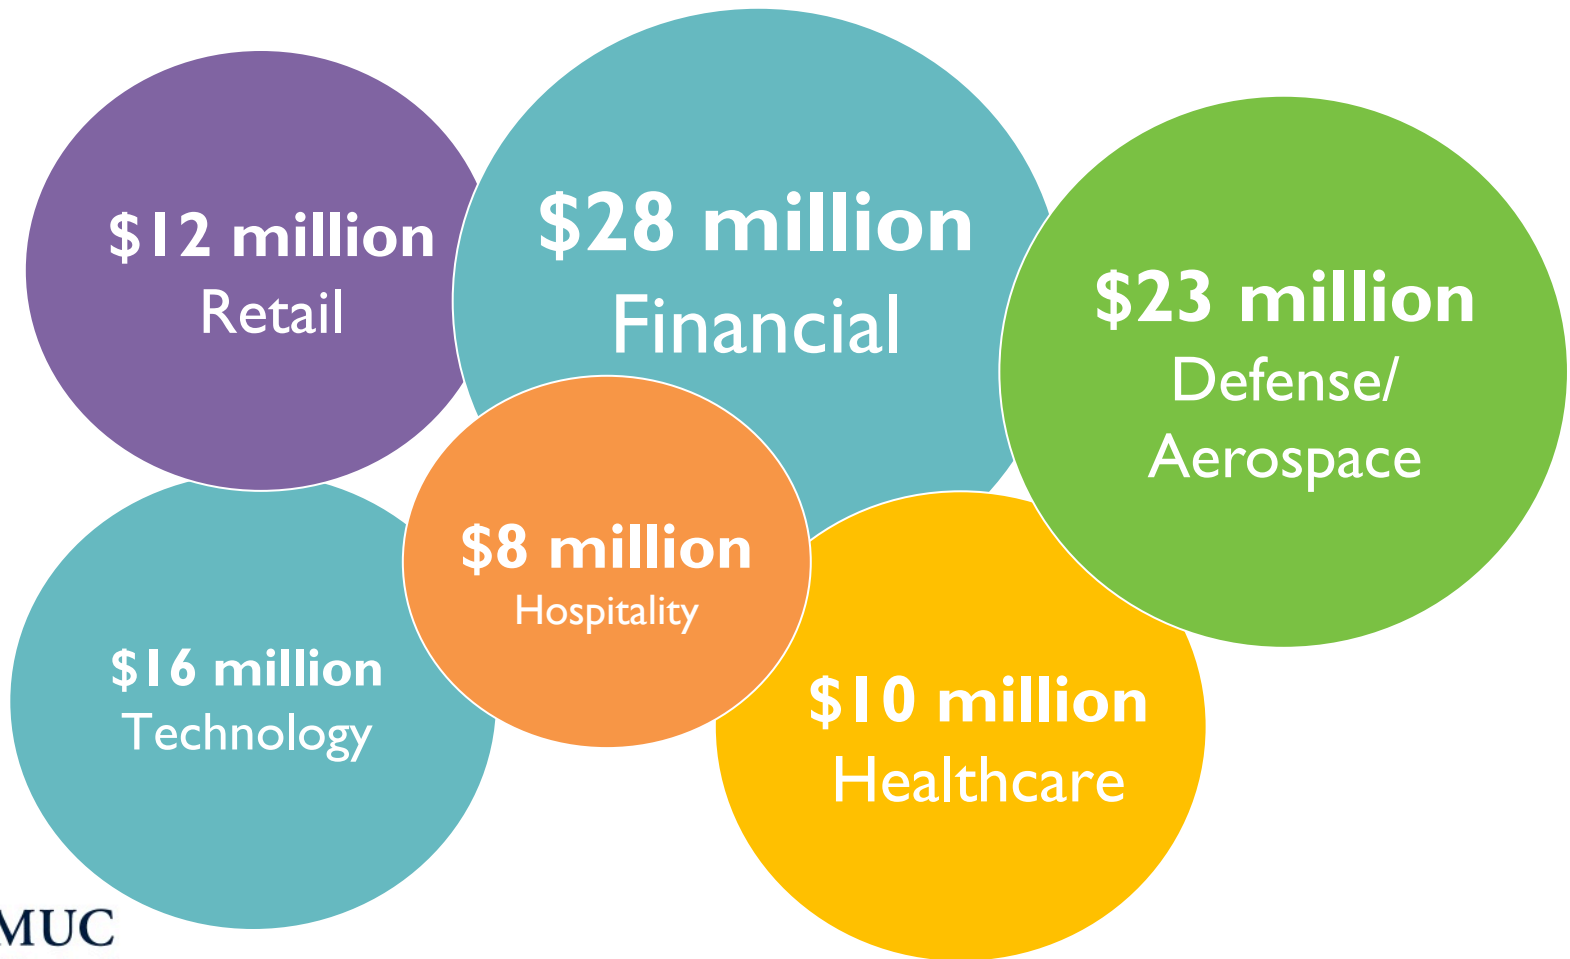 $12 million
Retail
$28 million
Financial
$23 million
Defense/
Aerospace
$8 million
Hospitality
$16 million
Technology
$10 million
Healthcare
MUC